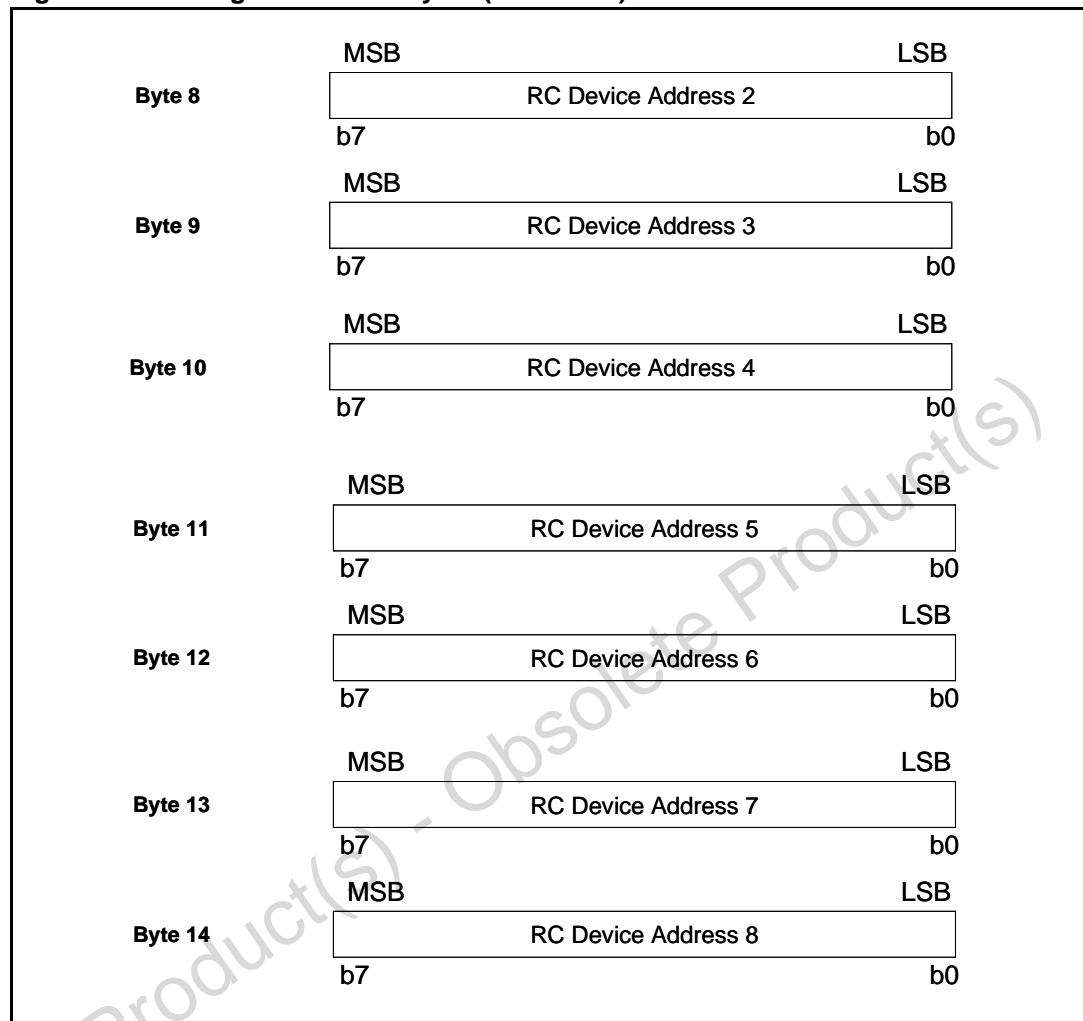 MSB LSB
Byte 8 RC Device Address 2
b7 b0
MSB LSB
Byte 9 RC Device Address 3
b7 b0
MSB LSB
Byte 10 RC Device Address 4
b7 b0
MSB LSB
Byte 11 RC Device Address 5
b7 b0
MSB LSB
Byte 12 RC Device Address 6
b7 b0
MSB LSB
Byte 13 RC Device Address 7
b7 b0
MSB LSB
Byte 14 RC Device Address 8
b7 b0
Product(s) - Obsolete Product(s)